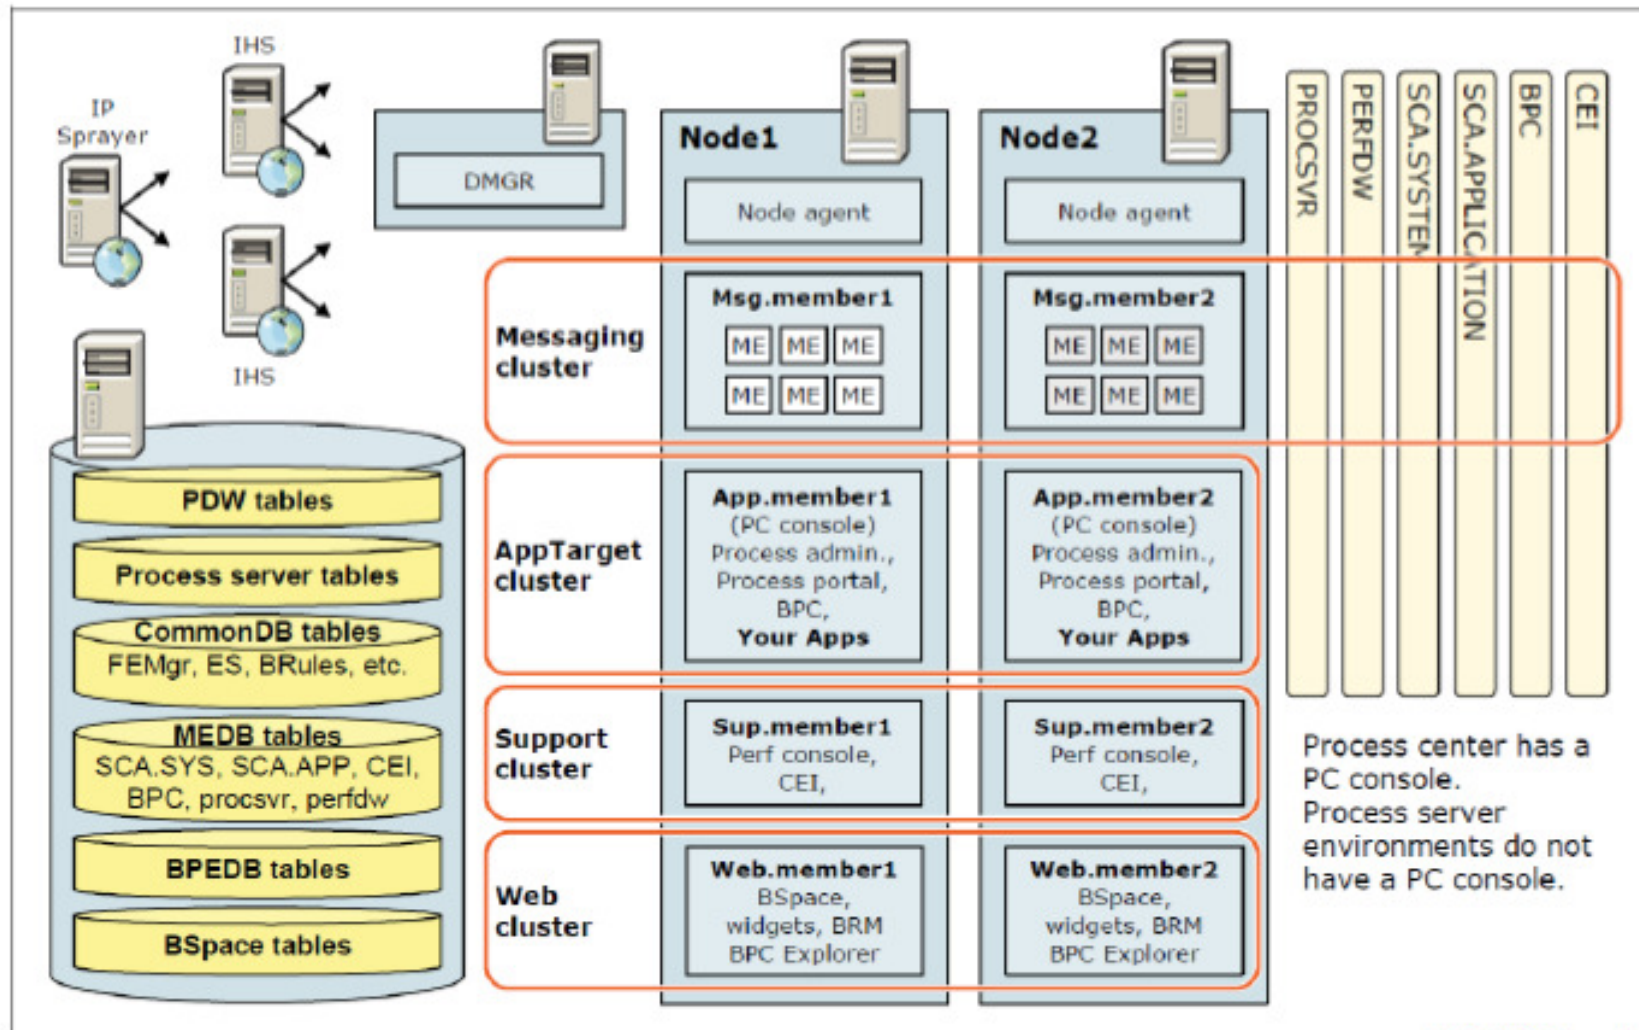 IHS
IP
Sprayer
IHS
DMGR
Node1
Node agent
Node2
Node agent
PROCSVR
PERFDW
SCA.SYSTEM
SCA.APPLICATION
BPC
CEI
Messaging
cluster
Msg.member1
ME ME ME
ME ME ME
Msg.member2
ME ME ME
ME ME ME
AppTarget
cluster
App.member1
(PC console)
Process admin.,
Process portal,
BPC,
Your Apps
App.member2
(PC console)
Process admin.,
Process portal,
BPC,
Your Apps
Support
cluster
Sup.member1
Perf console,
CEI,
Sup.member2
Perf console,
CEI,
Web
cluster
Web.member1
BSpace,
widgets, BRM
BPC Explorer
Web.member2
BSpace,
widgets, BRM
BPC Explorer
PDW tables
Process server tables
CommonDB tables
FEMgr, ES, BRules, etc.
MEDB tables
SCA.SYS, SCA.APP, CEI,
BPC, procsvr, perfdw
BPEDB tables
BSpace tables
Process center has a
PC console.
Process server
environments do not
have a PC console.